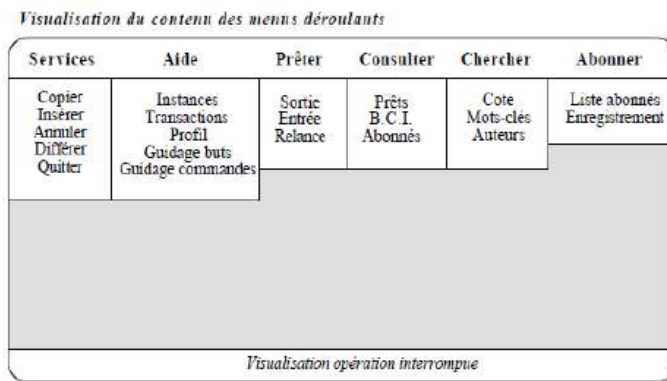 Visualisation du contenu des menus déroulants
Services Aide Prêter Consulter Chercher Abonner
Copier
Insérer
Annuler
Différer
Quitter
Instances
Transactions
Profil
Guidage buts
Guidage commandes
Sortie
Entrée
Relance
Prêts
B.C.I.
Abonnés
Cote
Mots-clés
Auteurs
Liste abonnés
Enregistrement
Visualisation opération interrompue